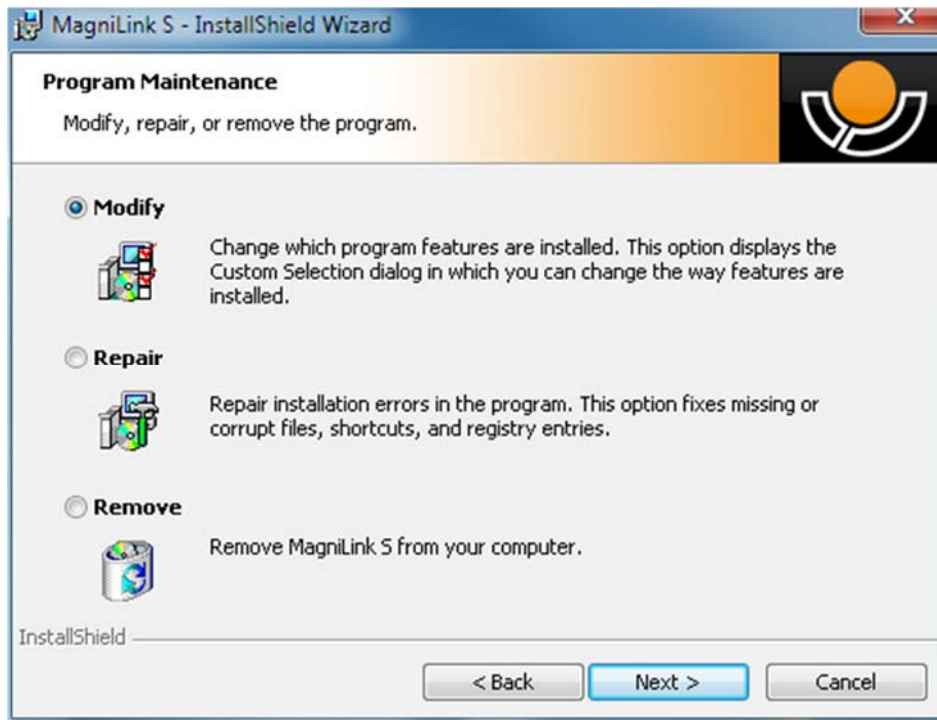 MagniLink S - InstallShield Wizard
Program Maintenance
Modify, repair, or remove the program.
Modify
Change which program features are installed. This option displays the
Custom Selection dialog in which you can change the way features are
installed.
Repair
Repair installation errors in the program. This option fixes missing or
corrupt files, shortcuts, and registry entries.
Remove
Remove MagniLink S from your computer.
InstallShield
< Back Next > Cancel